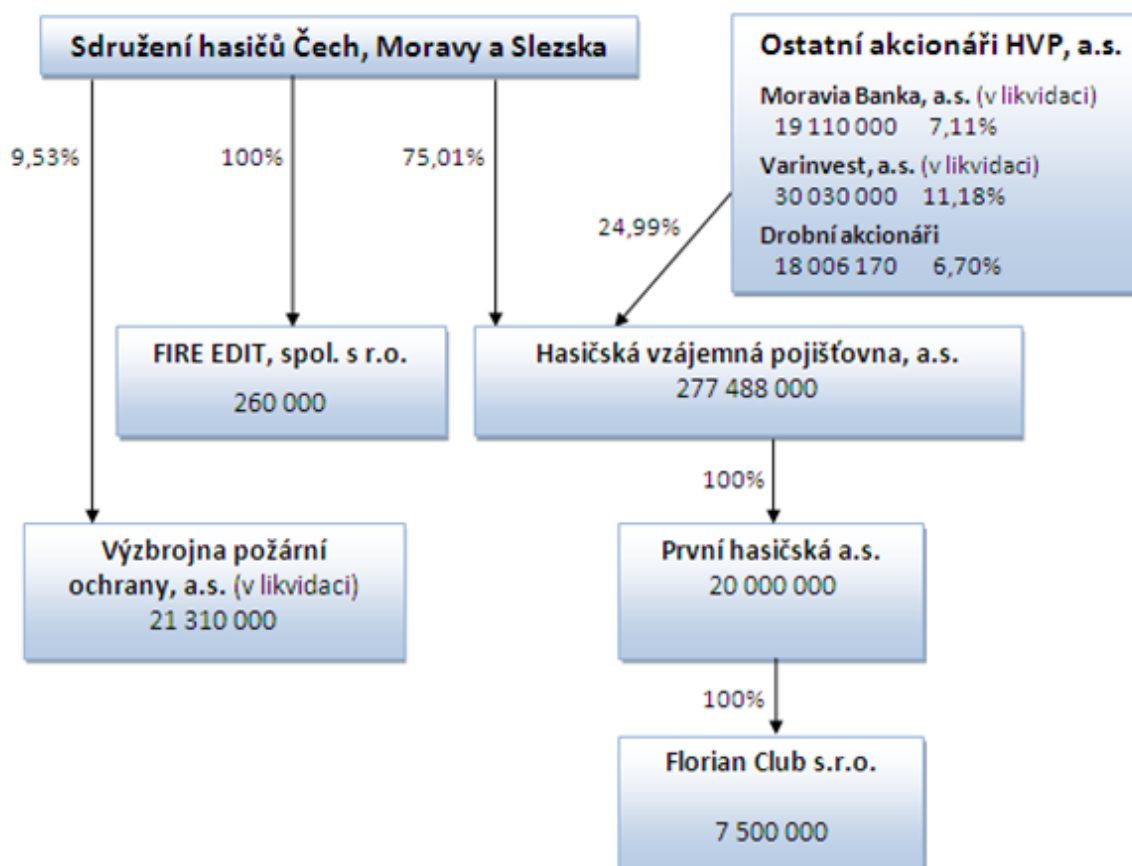 Sdružení hasičů Čech, Moravy a Slezska
Ostatní akcionáři HVP, a.s.
Moravia Banka, a.s. (v likvidaci)
19 110 000 7,11%
Varinvest, a.s. (v likvidaci)
30 030 000 11,18%
Drobní akcionáři
18 006 170 6,70%
9,53%
100%
75,01%
24,99%
FIRE EDIT, spol. s r.o.
260 000
Hasičská vzájemná pojišťovna, a.s.
277 488 000
100%
Výzbrojna požární
ochrany, a.s. (v likvidaci)
21 310 000
První hasičská a.s.
20 000 000
100%
Florian Club s.r.o.
7 500 000